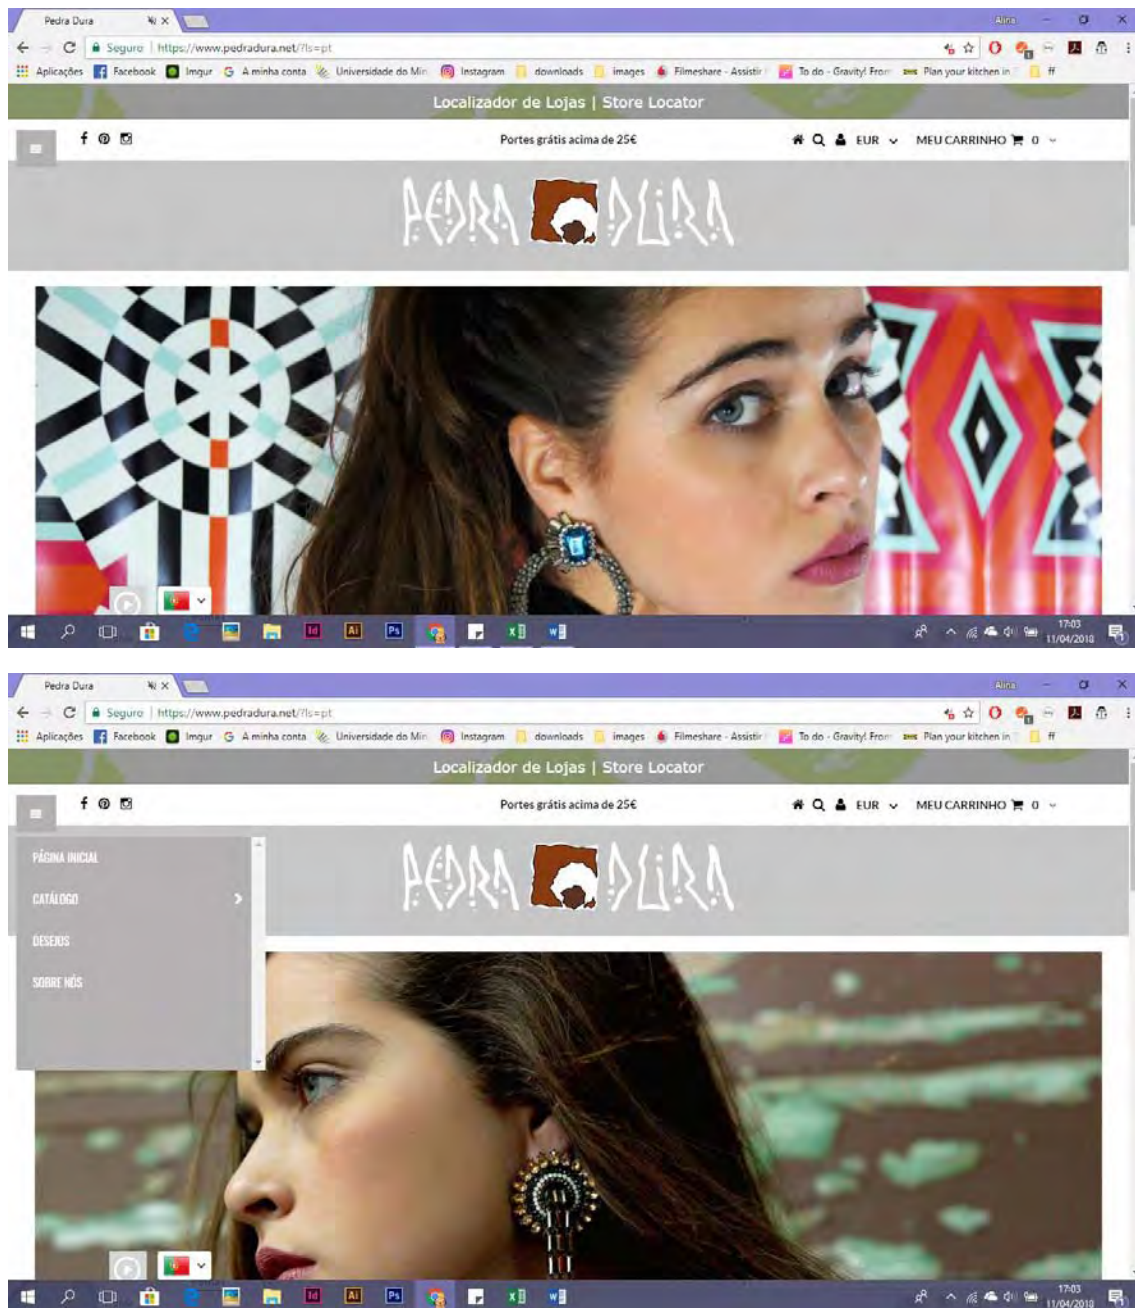 Pedra Dura
Alina
Seguro | https://www.pedradura.net/?ls=pt
Aplicações Facebook Imgur A minha conta Universidade do Min Instagram downloads images Filmeshare - Assistir To do - Gravity! From Plan your kitchen in ff
Localizador de Lojas | Store Locator
Portes grátis acima de 25€ EUR MEU CARRINHO 0
PEDRA DURA
17:03
11/04/2018
Pedra Dura
Alina
Seguro | https://www.pedradura.net/?ls=pt
Aplicações Facebook Imgur A minha conta Universidade do Min Instagram downloads images Filmeshare - Assistir To do - Gravity! From Plan your kitchen in ff
Localizador de Lojas | Store Locator
Portes grátis acima de 25€ EUR MEU CARRINHO 0
PEDRA DURA
PÁGINA INICIAL
CATÁLOGO
DESEJOS
SOBRE NÓS
17:03
11/04/2018